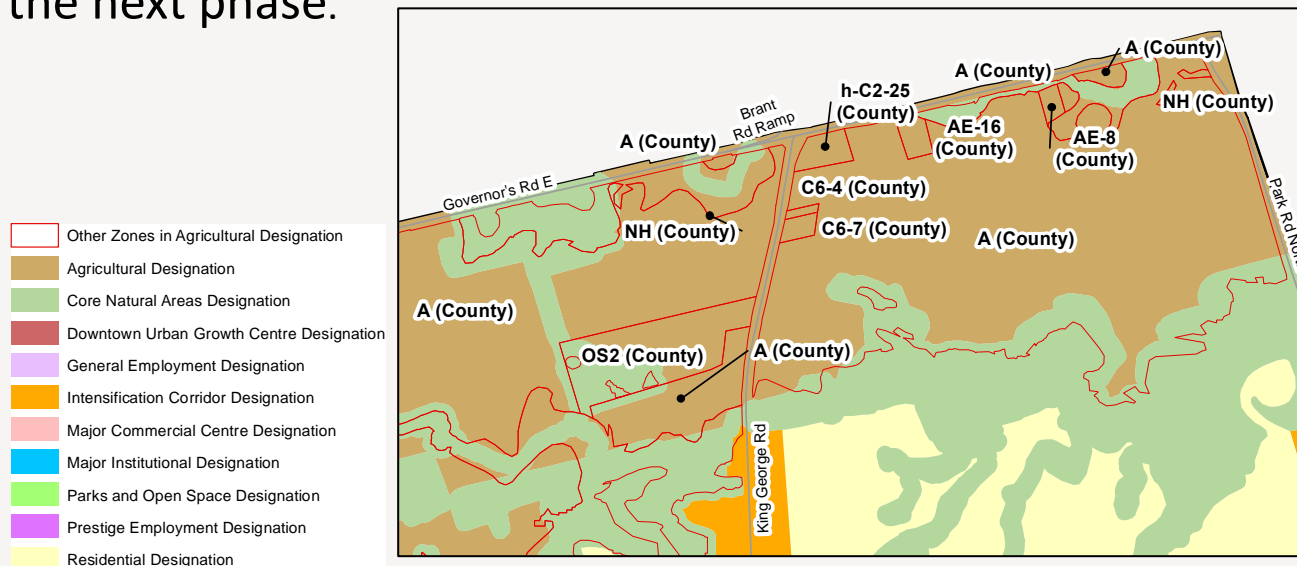 the next phase.
Other Zones in Agricultural Designation
Agricultural Designation
Core Natural Areas Designation
Downtown Urban Growth Centre Designation
General Employment Designation
Intensification Corridor Designation
Major Commercial Centre Designation
Major Institutional Designation
Parks and Open Space Designation
Prestige Employment Designation
Residential Designation
A (County)
A (County)
h-C2-25
(County)
NH (County)
Brant
Rd Ramp
A (County)
AE-16
(County)
AE-8
(County)
Governor's Rd E
C6-4 (County)
Park Rd Nor
NH (County)
C6-7 (County)
A (County)
A (County)
OS2 (County)
A (County)
King George Rd